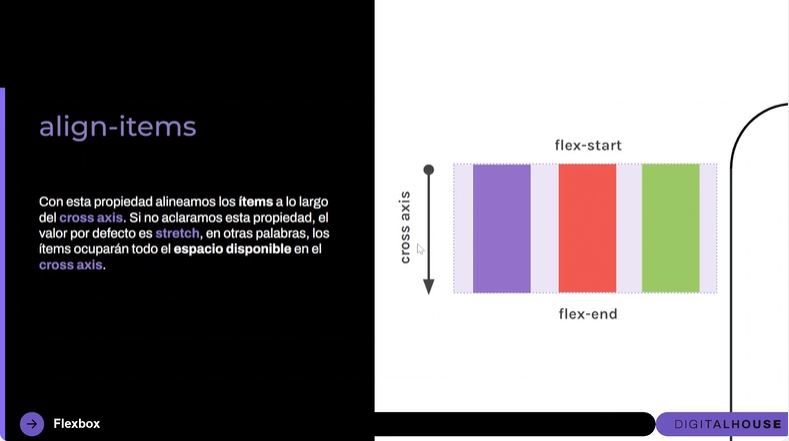 align-items
Con esta propiedad alineamos los ítems a lo largo
del cross axis. Si no aclaramos esta propiedad, el
valor por defecto es stretch, en otras palabras, los
ítems ocuparán todo el espacio disponible en el
cross axis.
flex-start
cross axis
flex-end
Flexbox
DIGITALHOUSE